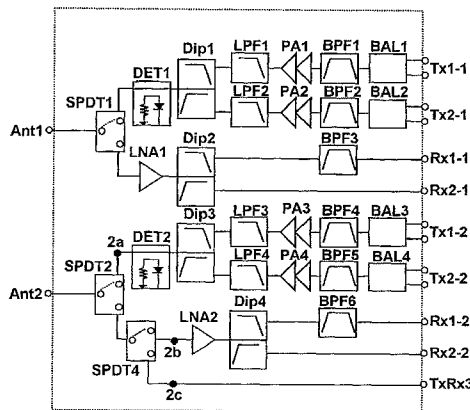 Dip1 LPF1 PA1 BPF1 BAL1
Tx1-1
DET1
LPF2 PA2 BPF2 BAL2
SPDT1
Tx2-1
Ant1
LNA1 Dip2 BPF3
Rx1-1
Rx2-1
DET2 Dip3 LPF3 PA3 BPF4 BAL3
Tx1-2
2a
SPDT2
LPF4 PA4 BPF5 BAL4
Tx2-2
Ant2
LNA2 Dip4 BPF6
Rx1-2
2b
Rx2-2
SPDT4
2c
TxRx3